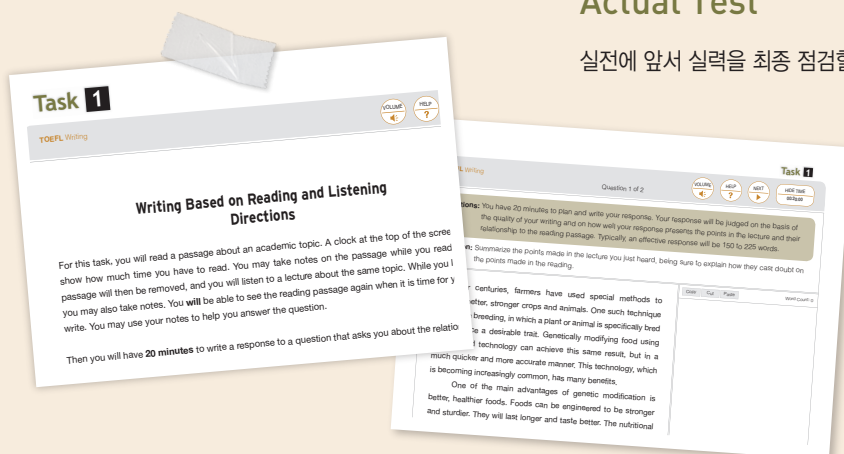 Actual Test
실전에 앞서 실력을 최종 점검할
Task 1
TOEFL Writing
VOLUME
HELP
?
Writing Based on Reading and Listening
Directions
For this task, you will read a passage about an academic topic. A clock at the top of the scree
show how much time you have to read. You may take notes on the passage while you read
passage will then be removed, and you will listen to a lecture about the same topic. While you l
you may also take notes. You will be able to see the reading passage again when it is time for y
write. You may use your notes to help you answer the question.
Then you will have 20 minutes to write a response to a question that asks you about the relatio
Task 1
Writing
Question 1 of 2
VOLUME
HELP
?
NEXT
HIDE TIME
00:20:00
tions: You have 20 minutes to plan and write your response. Your response will be judged on the basis of
the quality of your writing and on how well your response presents the points in the lecture and their
relationship to the reading passage. Typically, an effective response will be 150 to 225 words.
on: Summarize the points made in the lecture you just heard, being sure to explain how they cast doubt on
the points made in the reading.
centuries, farmers have used special methods to
etter, stronger crops and animals. One such technique
breeding, in which a plant or animal is specifically bred
ce a desirable trait. Genetically modifying food using
technology can achieve this same result, but in a
much quicker and more accurate manner. This technology, which
is becoming increasingly common, has many benefits.
One of the main advantages of genetic modification is
better, healthier foods. Foods can be engineered to be stronger
and sturdier. They will last longer and taste better. The nutritional
Cut Paste
Word Count: 0